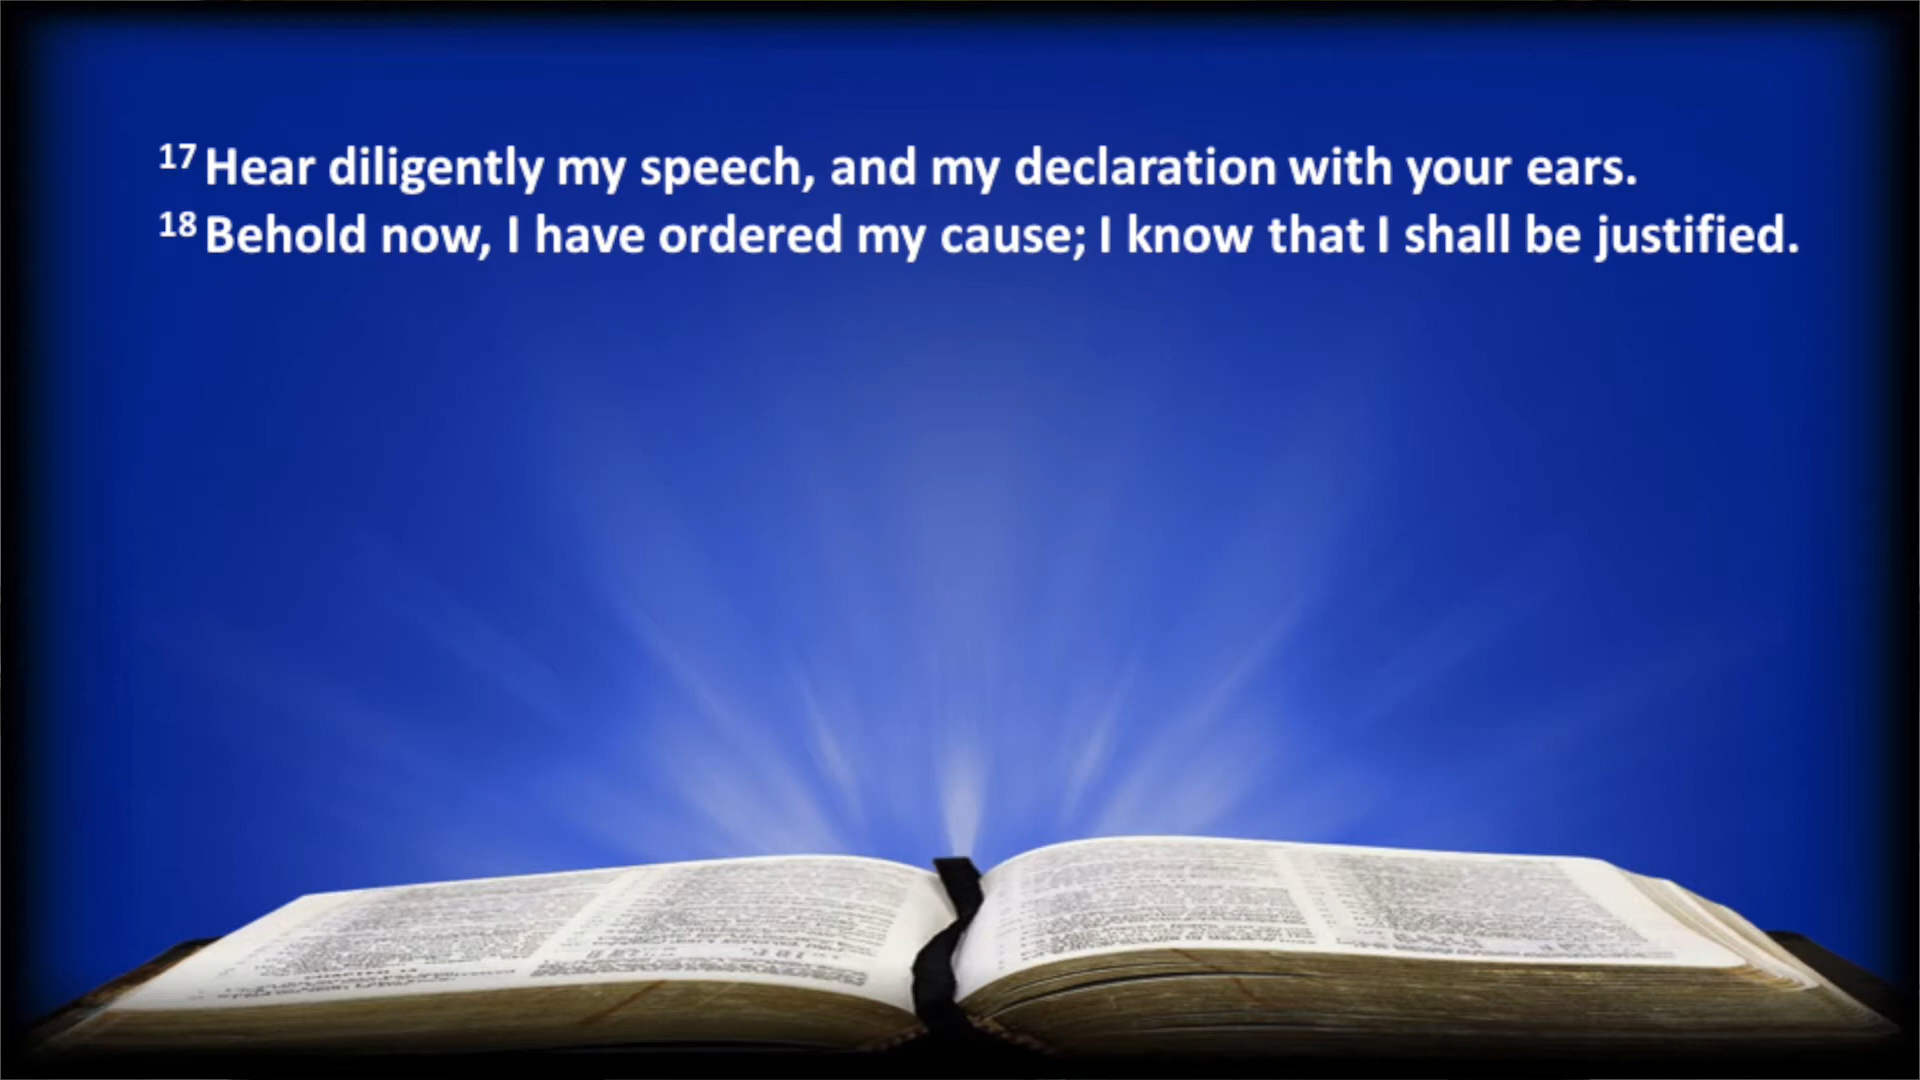 17 Hear diligently my speech, and my declaration with your ears.
18 Behold now, I have ordered my cause; I know that I shall be justified.